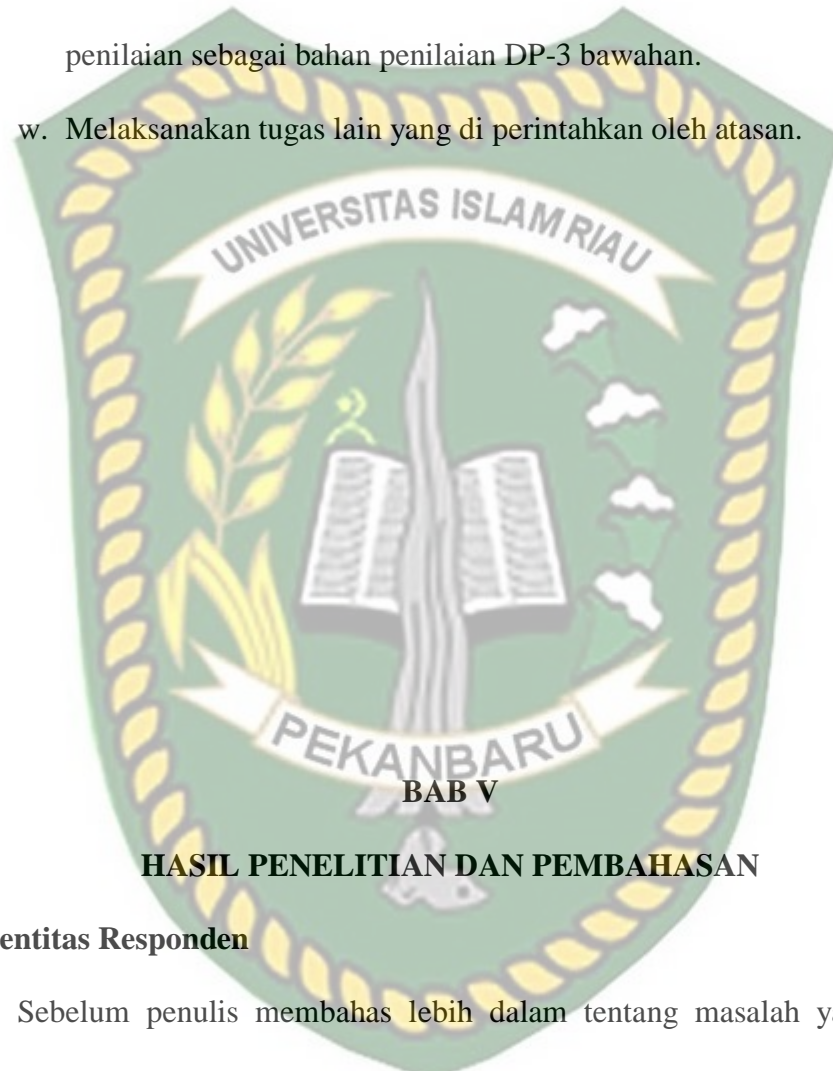 penilaian sebagai bahan penilaian DP-3 bawahan.
w. Melaksanakan tugas lain yang di perintahkan oleh atasan.
UNIVERSITAS ISLAM RIAU
PEKANBARU
BAB V
HASIL PENELITIAN DAN PEMBAHASAN
entitas Responden
Sebelum penulis membahas lebih dalam tentang masalah